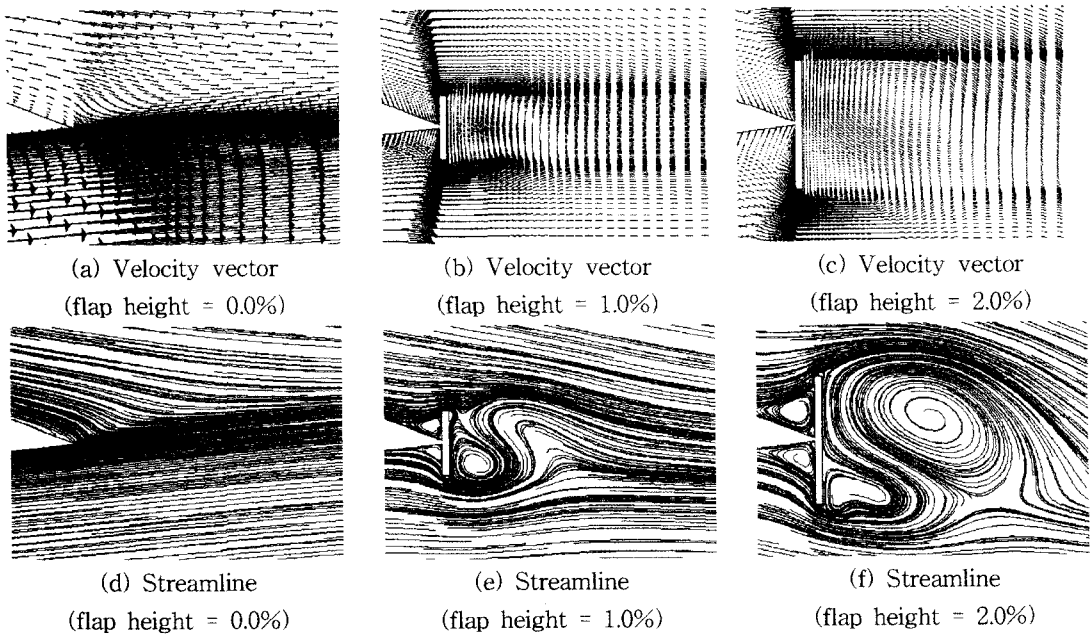 (a) Velocity vector
(flap height = 0.0%)
(b) Velocity vector
(flap height = 1.0%)
(c) Velocity vector
(flap height = 2.0%)
(d) Streamline
(flap height = 0.0%)
(e) Streamline
(flap height = 1.0%)
(f) Streamline
(flap height = 2.0%)